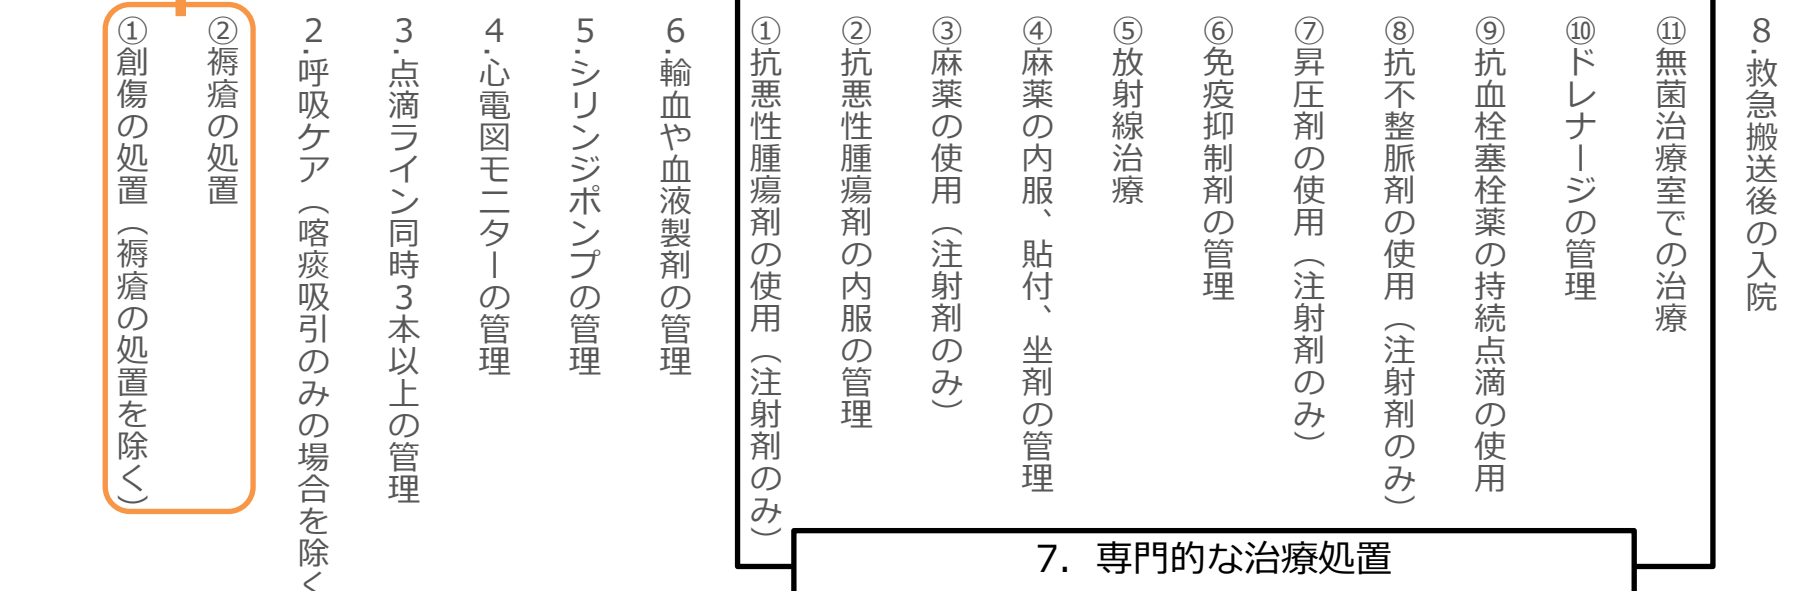 ①創傷の処置（褥瘡の処置を除く）
②褥瘡の処置
２.呼吸ケア（喀痰吸引のみの場合を除く
３.点滴ライン同時３本以上の管理
４.心電図モニターの管理
５.シリンジポンプの管理
６.輸血や血液製剤の管理
①抗悪性腫瘍剤の使用（注射剤のみ）
②抗悪性腫瘍剤の内服の管理
③麻薬の使用（注射剤のみ）
④麻薬の内服、貼付、坐剤の管理
⑤放射線治療
⑥免疫抑制剤の管理
⑦昇圧剤の使用（注射剤のみ）
⑧抗不整脈剤の使用（注射剤のみ）
⑨抗血栓塞栓薬の持続点滴の使用
⑩ドレナージの管理
⑪無菌治療室での治療
８.救急搬送後の入院
7．専門的な治療処置